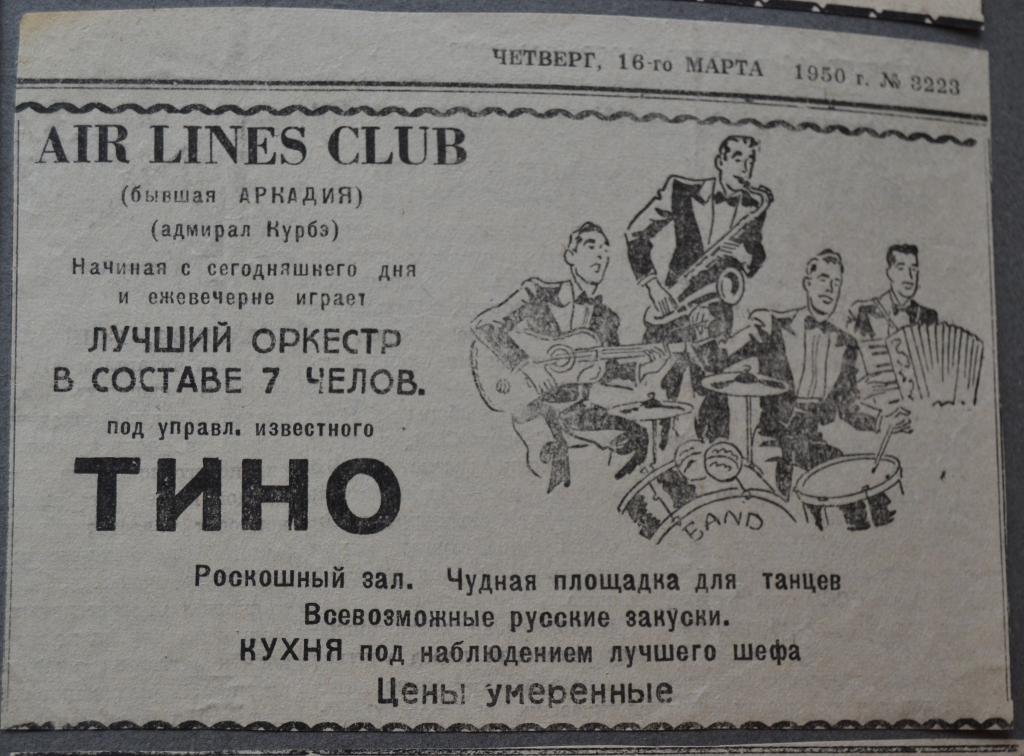 ЧЕТВЕРГ, 16-го МАРТА 1950 г. № 3223
AIR LINES CLUB
(бывшая АРКАДИЯ)
(адмирал Курбэ)
Начиная с сегодняшнего дня
и ежевечерне играет
ЛУЧШИЙ ОРКЕСТР
В СОСТАВЕ 7 ЧЕЛОВ.
под управл. известного
ТИНО
BAND
Роскошный зал. Чудная площадка для танцев
Всевозможные русские закуски.
КУХНЯ под наблюдением лучшего шефа
Цены умеренные